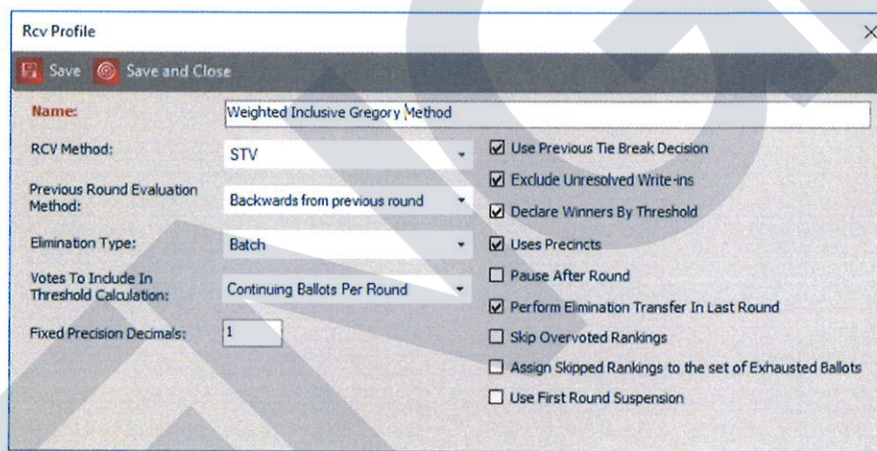 Rcv Profile
Save Save and Close
Name: Weighted Inclusive Gregory Method
RCV Method: STV
Previous Round Evaluation
Method: Backwards from previous round
Elimination Type: Batch
Votes To Include In
Threshold Calculation: Continuing Ballots Per Round
Fixed Precision Decimals: 1
Use Previous Tie Break Decision
Exclude Unresolved Write-ins
Declare Winners By Threshold
Uses Precincts
Pause After Round
Perform Elimination Transfer In Last Round
Skip Overvoted Rankings
Assign Skipped Rankings to the set of Exhausted Ballots
Use First Round Suspension